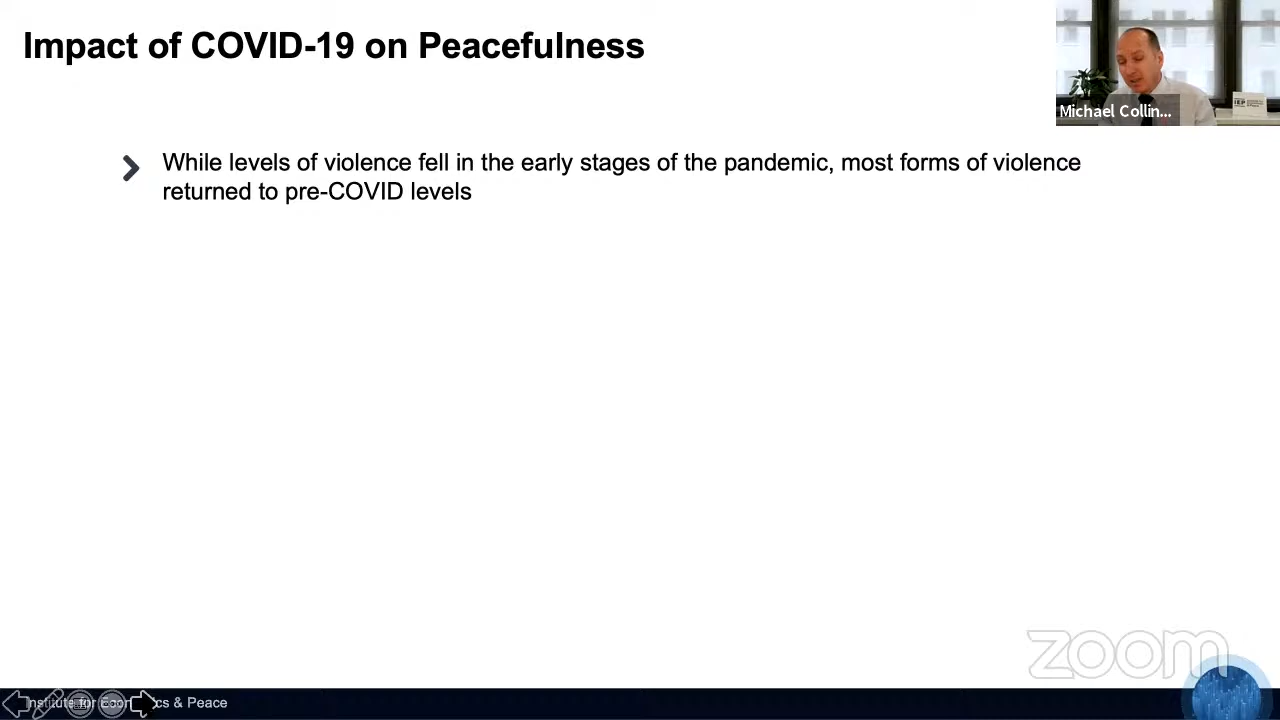 Impact of COVID-19 on Peacefulness
IEP
Michael Collin...
While levels of violence fell in the early stages of the pandemic, most forms of violence
returned to pre-COVID levels
zoom
Institute for Economics & Peace